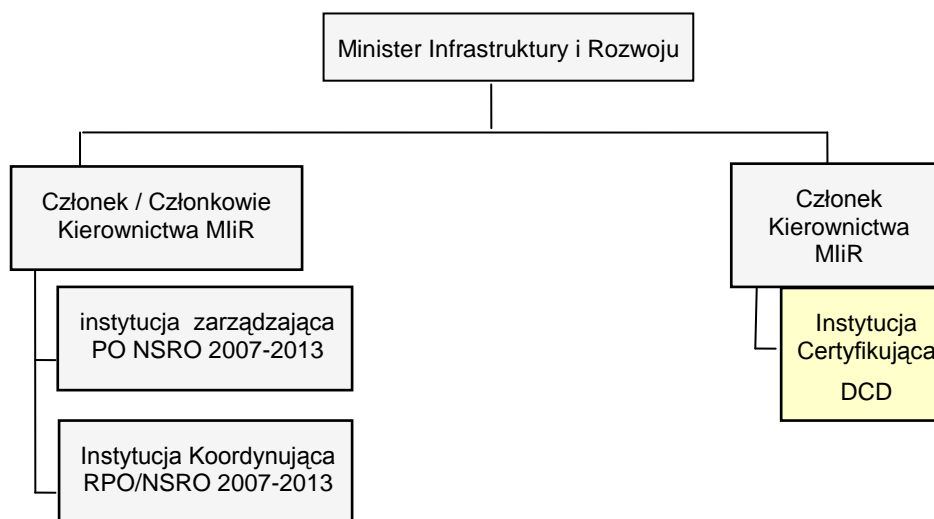 Minister Infrastruktury i Rozwoju
Członek / Członkowie
Kierownictwa MIiR
Członek
Kierownictwa
MIiR
instytucja zarządzająca
PO NSRO 2007-2013
Instytucja
Certyfikująca
DCD
Instytucja Koordynująca
RPO/NSRO 2007-2013